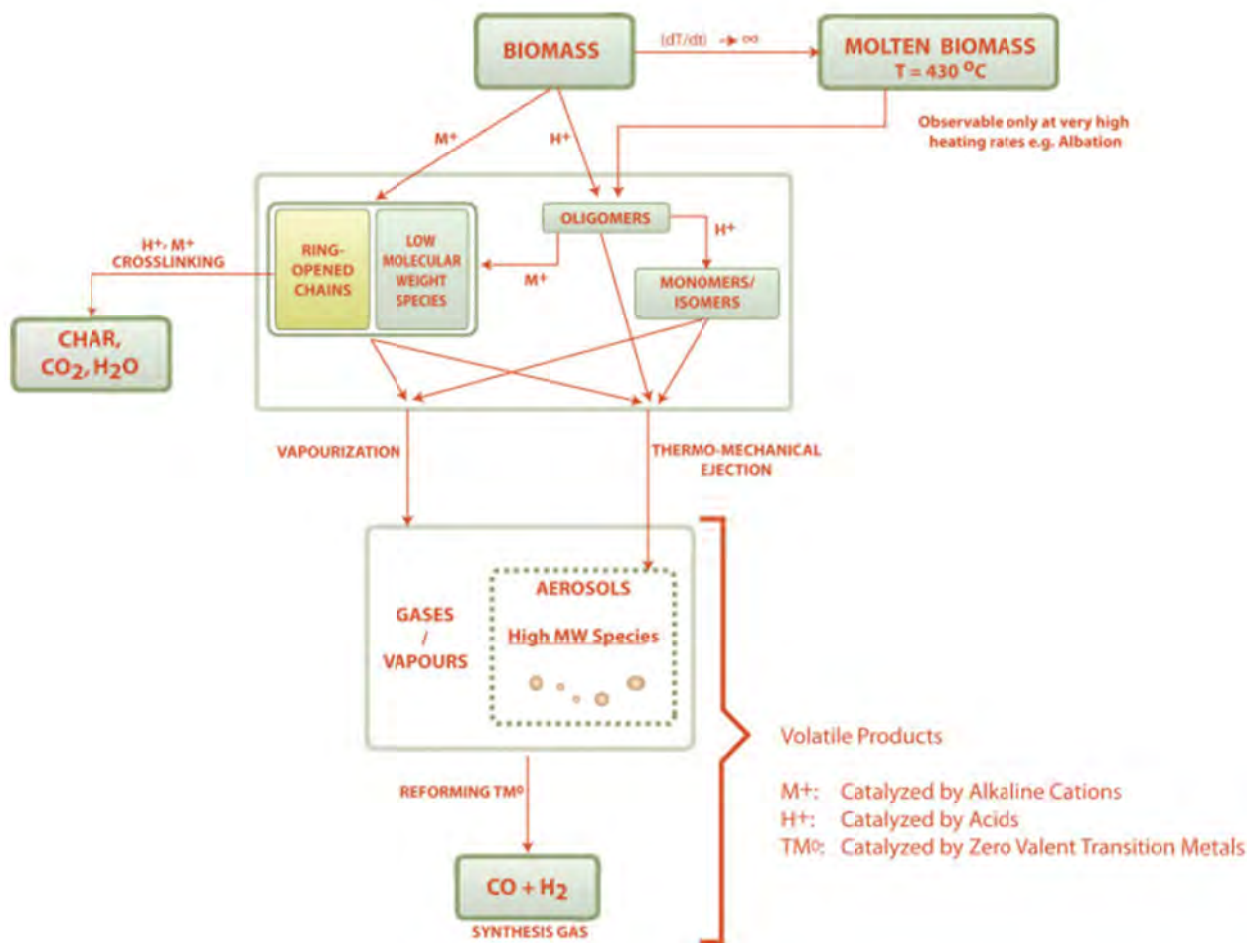 BIOMASS
(dT/dt) → ∞
MOLTEN BIOMASS
T = 430 ⁰C
Observable only at very high
heating rates e.g. Albation
M+
H+
OLIGOMERS
H+
RING-
OPENED
CHAINS
LOW
MOLECULAR
WEIGHT
SPECIES
M+
MONOMERS/
ISOMERS
H+, M+
CROSSLINKING
CHAR,
CO2, H2O
VAPOURIZATION
THERMO-MECHANICAL
EJECTION
GASES
/
VAPOURS
AEROSOLS
High MW Species
Volatile Products
M+: Catalyzed by Alkaline Cations
H+: Catalyzed by Acids
TM⁰: Catalyzed by Zero Valent Transition Metals
REFORMING TM⁰
CO + H2
SYNTHESIS GAS